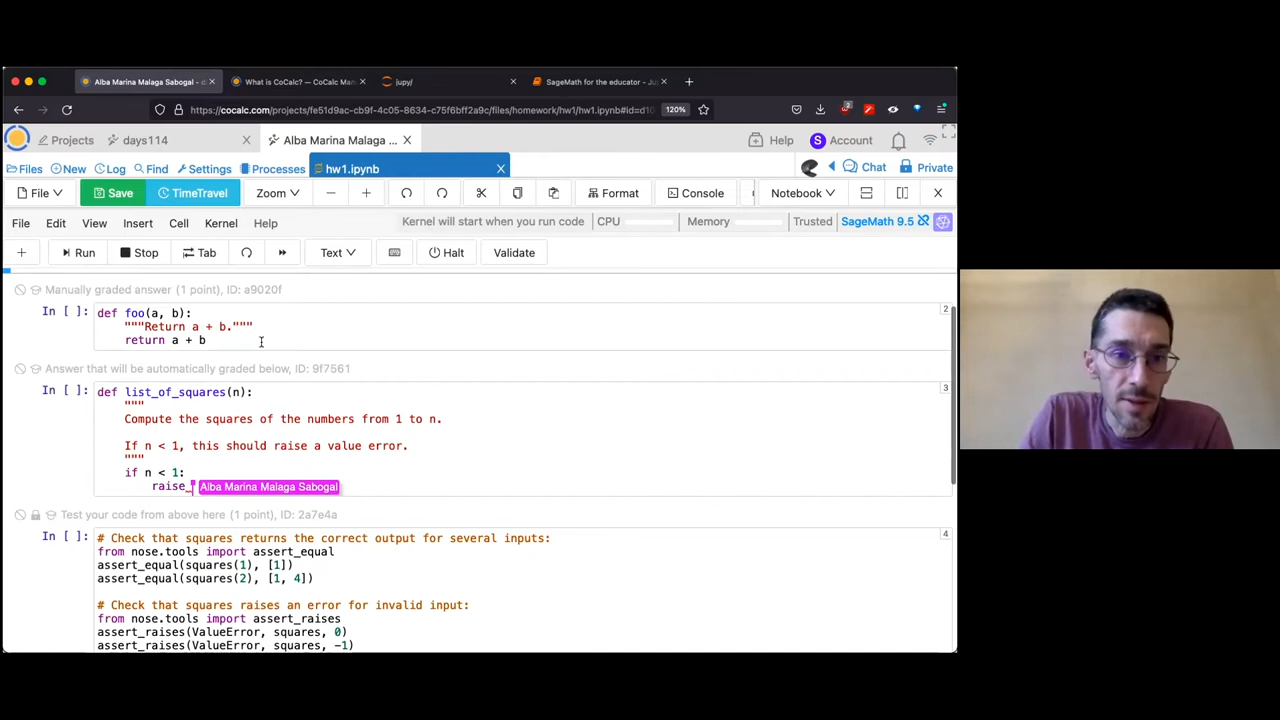 Alba Marina Malaga Sabogal - c
What is CoCalc? — CoCalc Man
jupy/
SageMath for the educator - Ju
https://cocalc.com/projects/fe51d9ac-cb9f-4c05-8634-c75f6bff2a9c/files/homework/hw1/hw1.ipynb#id=d10
120%
2
Projects
days114
Alba Marina Malaga ...
Help
S
Account
Files
New
Log
Find
Settings
Processes
hw1.ipynb
Chat
Private
File
Save
TimeTravel
Zoom
Format
Console
Notebook
File
Edit
View
Insert
Cell
Kernel
Help
Kernel will start when you run code
CPU
Memory
Trusted
SageMath 9.5
Run
Stop
Tab
Text
Halt
Validate
Manually graded answer (1 point), ID: a9020f
In [ ]:
2
def foo(a, b):
"""Return a + b."""
return a + b
Answer that will be automatically graded below, ID: 9f7561
In [ ]:
3
def list_of_squares(n):
"""
Compute the squares of the numbers from 1 to n.
If n < 1, this should raise a value error.
"""
if n < 1:
raise
Alba Marina Malaga Sabogal
Test your code from above here (1 point), ID: 2a7e4a
In [ ]:
4
# Check that squares returns the correct output for several inputs:
from nose.tools import assert_equal
assert_equal(squares(1), [1])
assert_equal(squares(2), [1, 4])
# Check that squares raises an error for invalid input:
from nose.tools import assert_raises
assert_raises(ValueError, squares, 0)
assert_raises(ValueError, squares, -1)